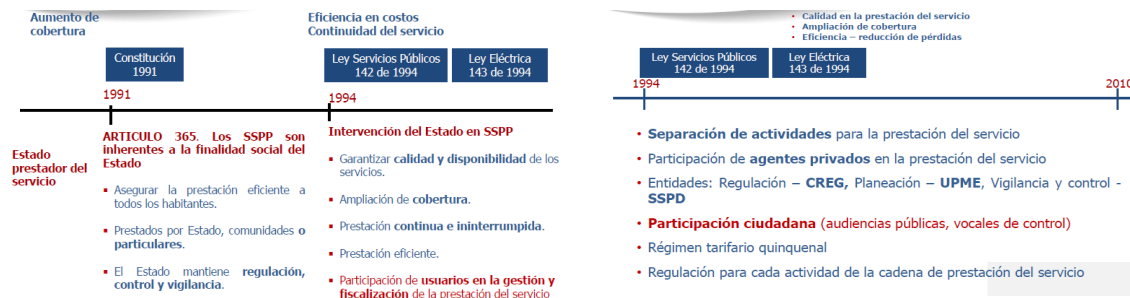 Aumento de
cobertura
Eficiencia en costos
Continuidad del servicio
Constitución
1991
Ley Servicios Públicos
142 de 1994
Ley Eléctrica
143 de 1994
1991
1994
Estado
prestador del
servicio
ARTICULO 365. Los SSPP son
inherentes a la finalidad social del
Estado
▪ Asegurar la prestación eficiente a
todos los habitantes.
▪ Prestados por Estado, comunidades o
particulares.
▪ El Estado mantiene regulación,
control y vigilancia.
Intervención del Estado en SSPP
▪ Garantizar calidad y disponibilidad de los
servicios.
▪ Ampliación de cobertura.
▪ Prestación continua e ininterrumpida.
▪ Prestación eficiente.
▪ Participación de usuarios en la gestión y
fiscalización de la prestación del servicio
• Calidad en la prestación del servicio
• Ampliación de cobertura
• Eficiencia – reducción de pérdidas
Ley Servicios Públicos
142 de 1994
Ley Eléctrica
143 de 1994
1994
2010
• Separación de actividades para la prestación del servicio
• Participación de agentes privados en la prestación del servicio
• Entidades: Regulación – CREG, Planeación – UPME, Vigilancia y control -
SSPD
• Participación ciudadana (audiencias públicas, vocales de control)
• Régimen tarifario quinquenal
• Regulación para cada actividad de la cadena de prestación del servicio